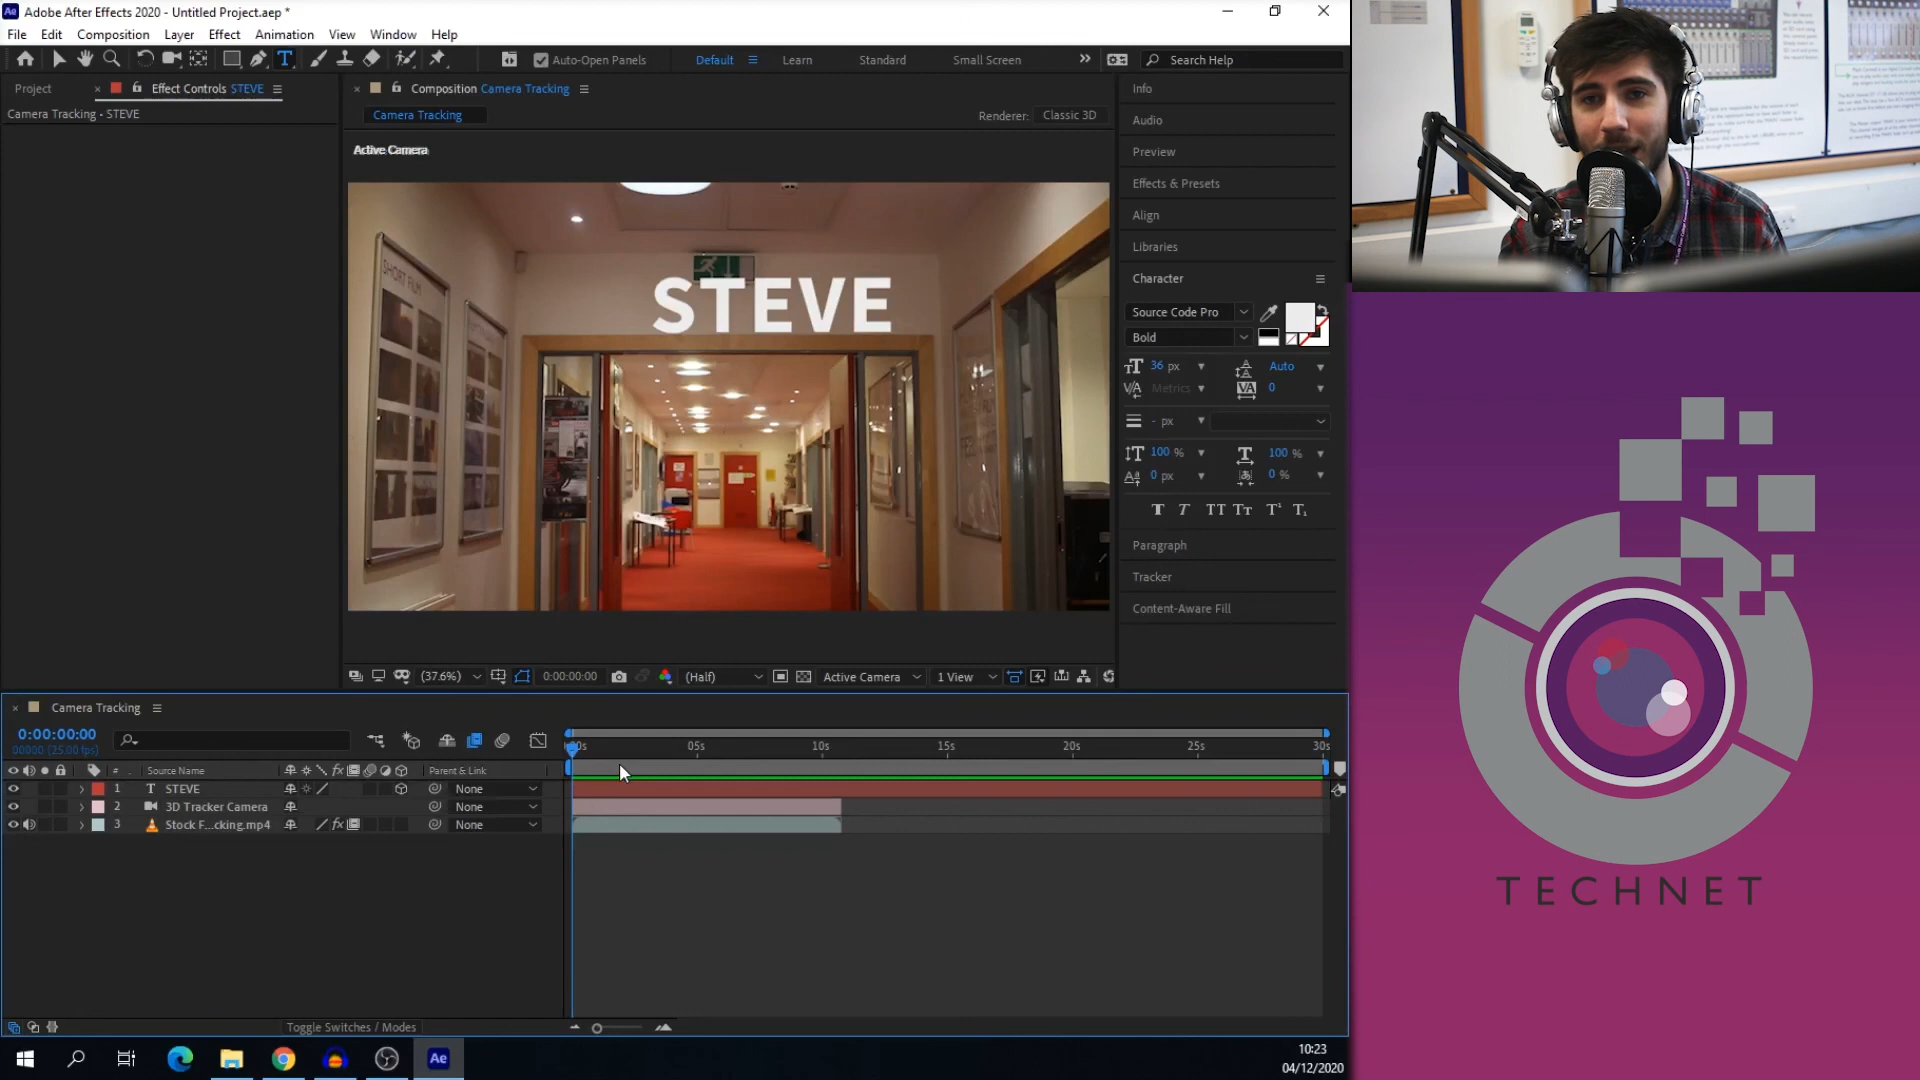 Adobe After Effects 2020 - Untitled Project.aep *
File Edit Composition Layer Effect Animation View Window Help
Auto-Open Panels Default Learn Standard Small Screen Search Help
Project Effect Controls STEVE
Camera Tracking • STEVE
Composition Camera Tracking
Camera Tracking
Renderer: Classic 3D
Active Camera
SHORT FILM
STEVE
Info
Audio
Preview
Effects & Presets
Align
Libraries
Character
Source Code Pro
Bold
36 px Auto
Metrics 0
- px
100 % 100 %
0 px 0 %
Paragraph
Tracker
Content-Aware Fill
(37.6%) 0:00:00:00 (Half) Active Camera 1 View
Camera Tracking
0:00:00:00
00000 (25.00 fps)
05s 10s 15s 20s 25s 30s
# Source Name Parent & Link
1 STEVE None
2 3D Tracker Camera None
3 Stock F...cking.mp4 None
Toggle Switches / Modes
10:23
04/12/2020
TECHNET